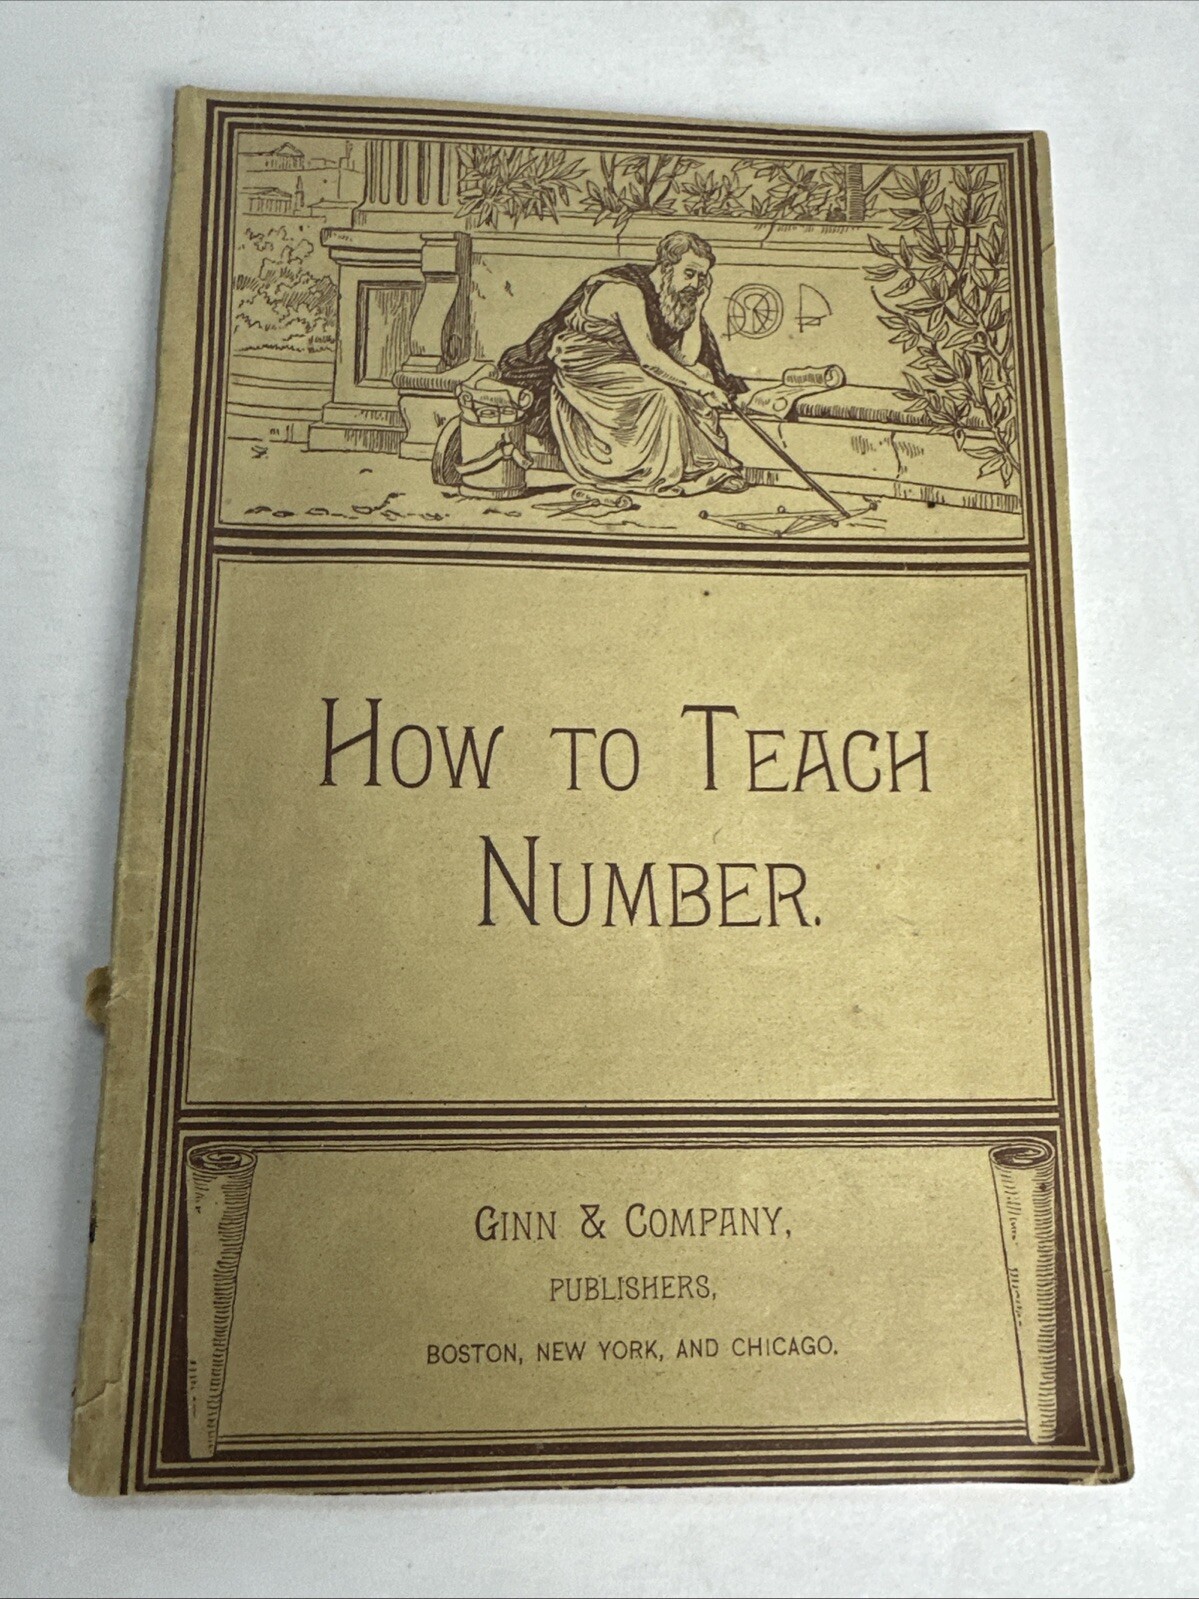 HOW TO TEACH
NUMBER.
GINN & COMPANY,
PUBLISHERS,
BOSTON, NEW YORK, AND CHICAGO.